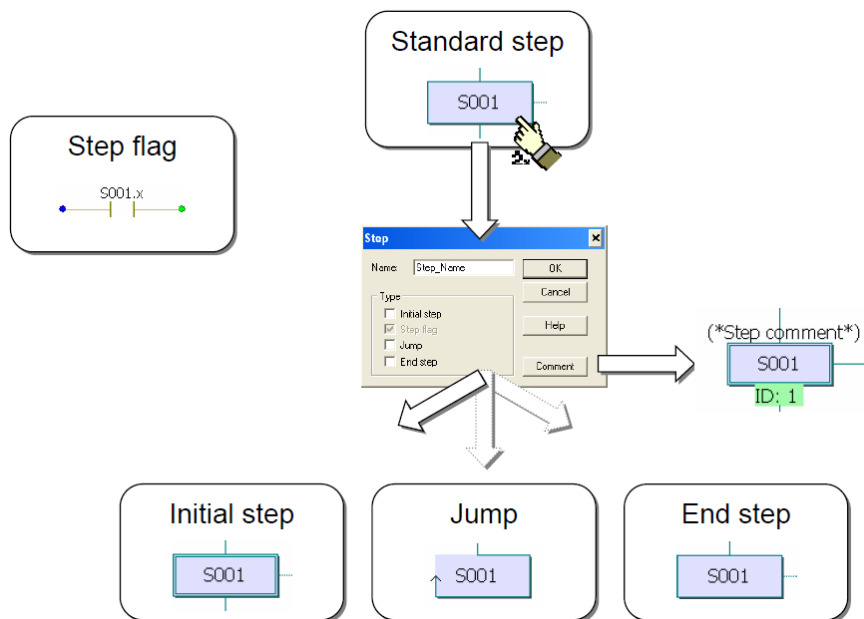 Standard step
S001
Step flag
S001.x
Step
Name: Step_Name OK
Cancel
Type
Initial step
Step flag
Jump
End step
Help
Comment
(*Step comment*)
S001
ID: 1
Initial step
S001
Jump
S001
End step
S001